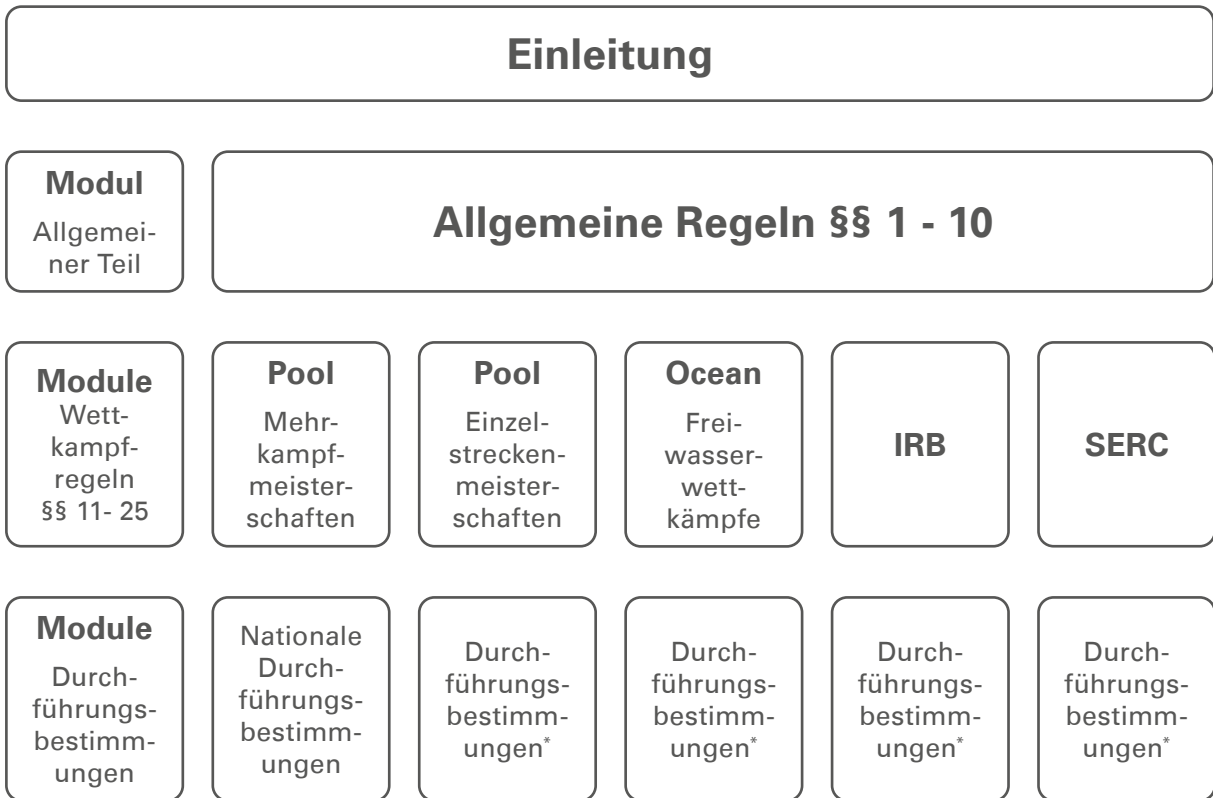 Einleitung
Modul
Allgemei-
ner Teil
Allgemeine Regeln §§ 1 - 10
Module
Wett-
kampf-
regeln
§§ 11- 25
Pool
Mehr-
kampf-
meister-
schaften
Pool
Einzel-
strecken-
meister-
schaften
Ocean
Frei-
wasser-
wett-
kämpfe
IRB
SERC
Module
Durch-
führungs-
bestimm-
ungen
Nationale
Durch-
führungs-
bestimm-
ungen
Durch-
führungs-
bestimm-
ungen*
Durch-
führungs-
bestimm-
ungen*
Durch-
führungs-
bestimm-
ungen*
Durch-
führungs-
bestimm-
ungen*